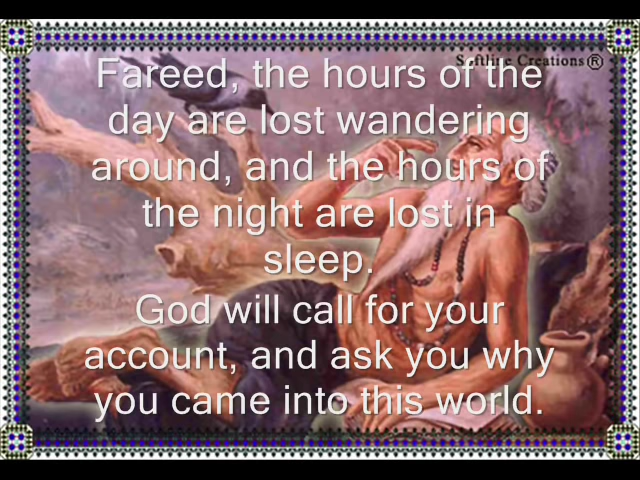 Softline Creations®
Fareed, the hours of the
day are lost wandering
around, and the hours of
the night are lost in
sleep.
God will call for your
account, and ask you why
you came into this world.